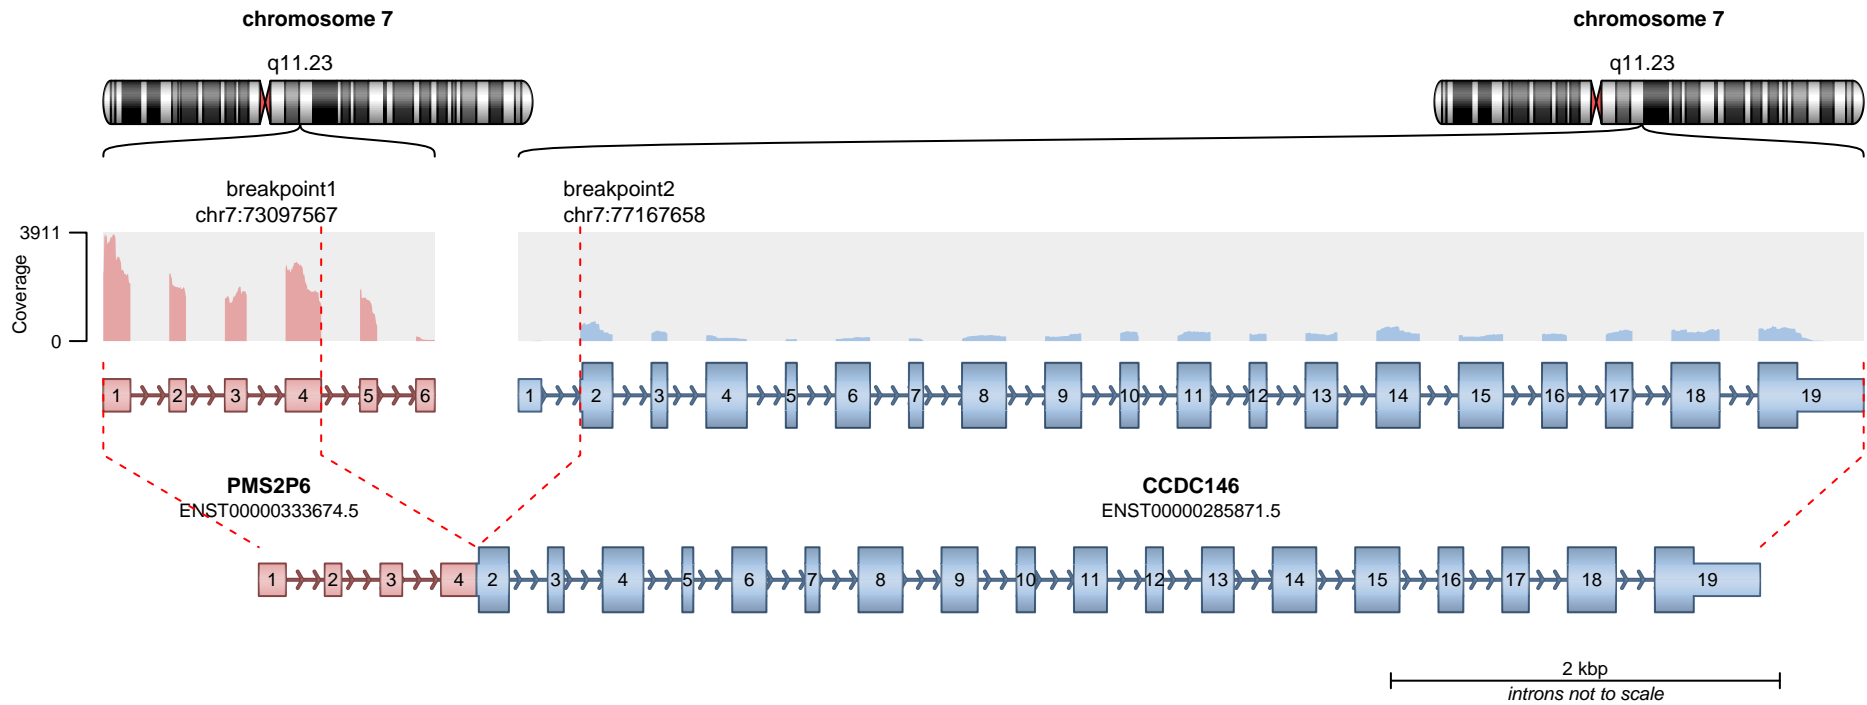 chromosome 7
chromosome 7
q11.23
q11.23
breakpoint1
chr7:73097567
breakpoint2
chr7:77167658
3911
Coverage
0
1 2 3 4 5 6
1 2 3 4 5 6 7 8 9 10 11 12 13 14 15 16 17 18 19
PMS2P6
ENST00000333674.5
CCDC146
ENST00000285871.5
1 2 3 4 2 3 4 5 6 7 8 9 10 11 12 13 14 15 16 17 18 19
2 kbp
introns not to scale